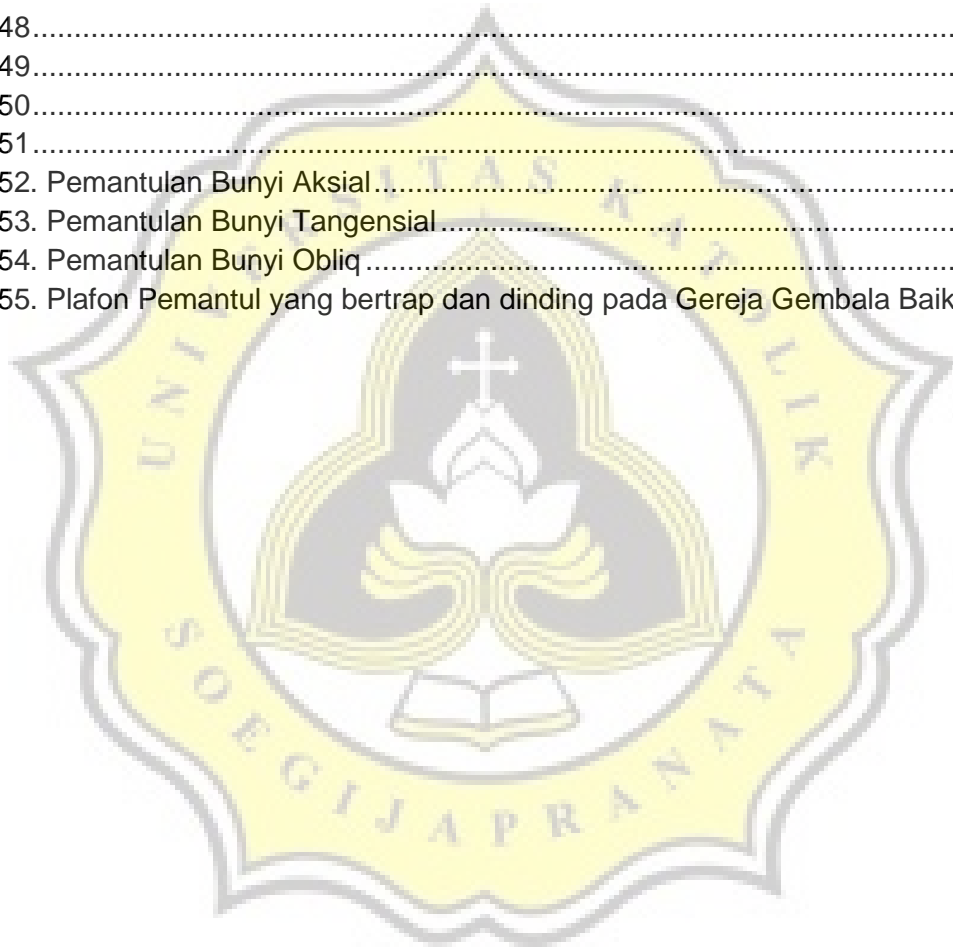 48......................................................................................................
49......................................................................................................
50......................................................................................................
51......................................................................................................
52. Pemantulan Bunyi Aksial......................................................................
53. Pemantulan Bunyi Tangensial..............................................................
54. Pemantulan Bunyi Obliq.......................................................................
55. Plafon Pemantul yang bertrap dan dinding pada Gereja Gembala Baik
UNIVERSITAS KATOLIK
SOEGIJAPRANATA